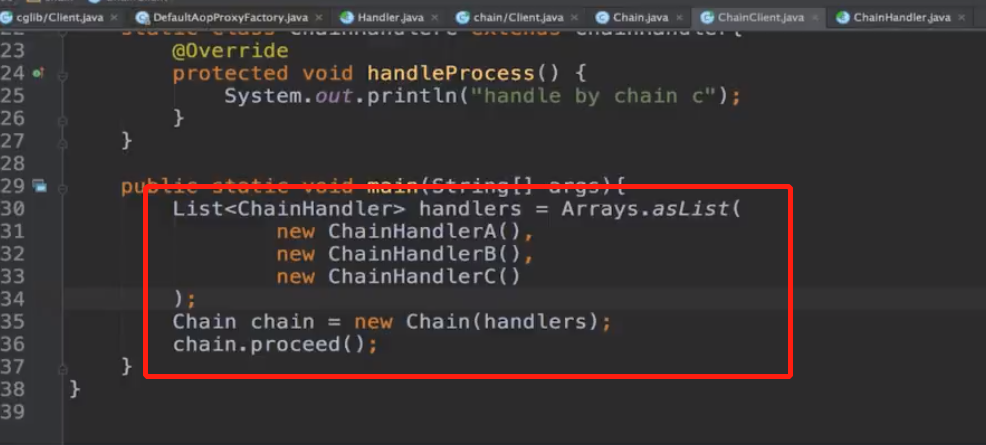 cglib/Client.java × DefaultAopProxyFactory.java × Handler.java × chain/Client.java × Chain.java × ChainClient.java × ChainHandler.java ×
23 @Override
24 protected void handleProcess() {
25 System.out.println("handle by chain c");
26 }
27 }
28
29 public static void main(String[] args){
30 List<ChainHandler> handlers = Arrays.asList(
31 new ChainHandlerA(),
32 new ChainHandlerB(),
33 new ChainHandlerC()
34 );
35 Chain chain = new Chain(handlers);
36 chain.proceed();
37 }
38 }
39